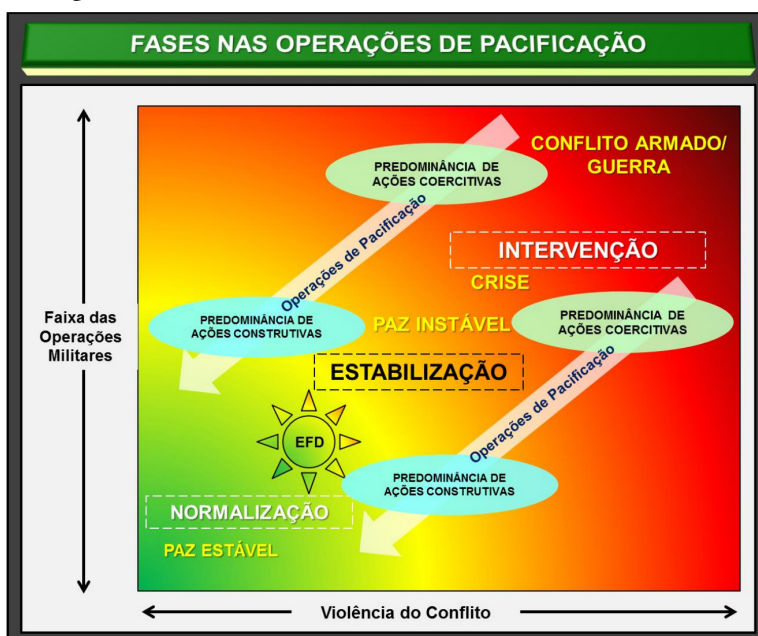 FASES NAS OPERAÇÕES DE PACIFICAÇÃO
CONFLITO ARMADO/
GUERRA
PREDOMINÂNCIA DE
AÇÕES COERCITIVAS
Operações de Pacificação
INTERVENÇÃO
CRISE
Faixa das
Operações
Militares
PREDOMINÂNCIA DE
AÇÕES CONSTRUTIVAS
PAZ INSTÁVEL
PREDOMINÂNCIA DE
AÇÕES COERCITIVAS
ESTABILIZAÇÃO
Operações de Pacificação
EFD
PREDOMINÂNCIA DE
AÇÕES CONSTRUTIVAS
NORMALIZAÇÃO
PAZ ESTÁVEL
Violência do Conflito